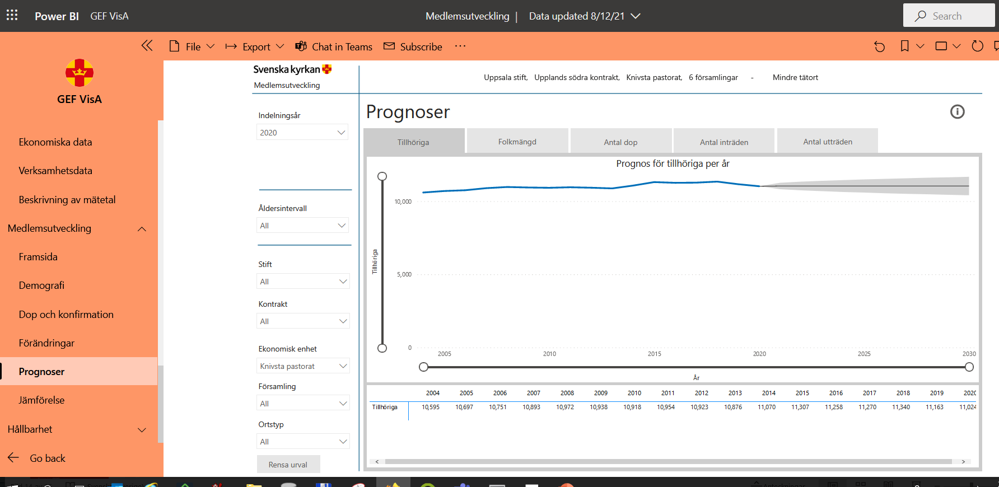 Power BI GEF VisA
Medlemsutveckling | Data updated 8/12/21
Search
File Export Chat in Teams Subscribe ...
GEF VisA
Ekonomiska data
Verksamhetsdata
Beskrivning av mätetal
Medlemsutveckling
Framsida
Demografi
Dop och konfirmation
Förändringar
Prognoser
Jämförelse
Hållbarhet
Go back
Svenska kyrkan
Medlemsutveckling
Uppsala stift, Upplands södra kontrakt, Knivsta pastorat, 6 församlingar - Mindre tätort
Indelningsår
2020
Åldersintervall
All
Stift
All
Kontrakt
All
Ekonomisk enhet
Knivsta pastorat
Församling
All
Ortstyp
All
Rensa urval
Prognoser
Tillhöriga Folkmängd Antal dop Antal inträden Antal utträden
Prognos för tillhöriga per år
10,000
5,000
0
Tillhöriga
2005 2010 2015 2020 2025 2030
År
2004 2005 2006 2007 2008 2009 2010 2011 2012 2013 2014 2015 2016 2017 2018 2019 2020
Tillhöriga 10,595 10,697 10,751 10,893 10,972 10,938 10,918 10,954 10,923 10,876 11,070 11,307 11,258 11,270 11,340 11,163 11,024